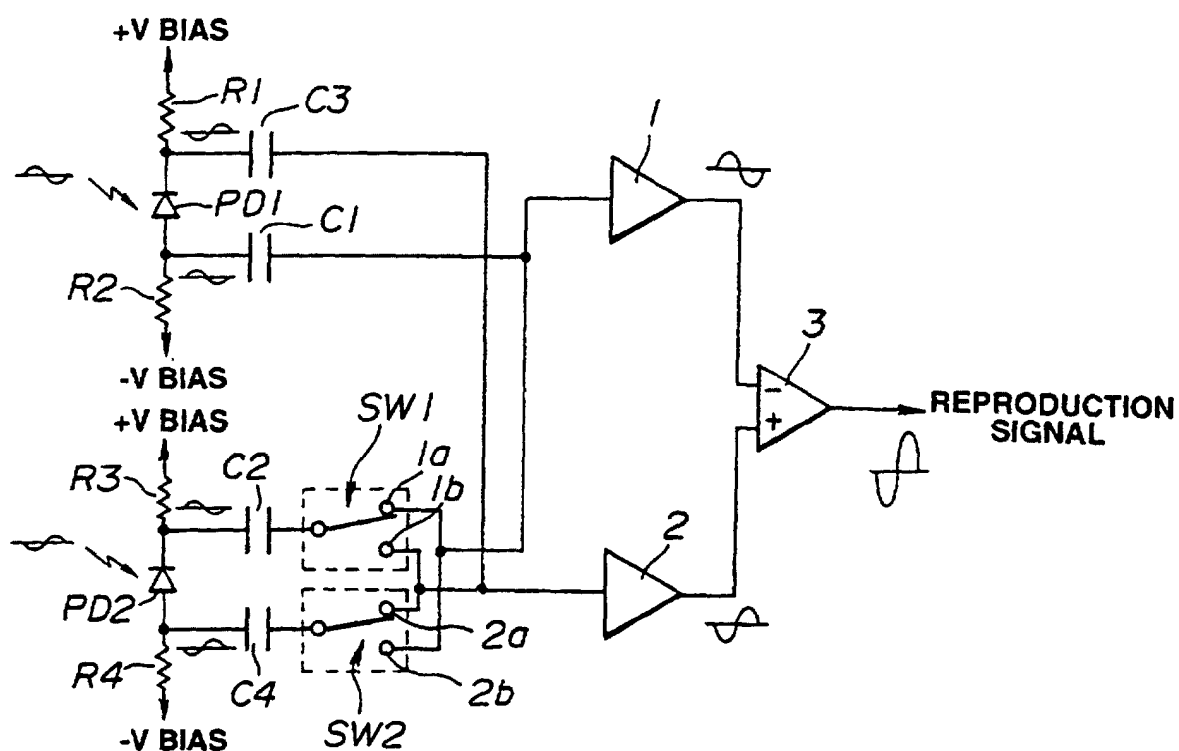 +V BIAS
R1
C3
1
PD1
C1
R2
-V BIAS
3
-
+
REPRODUCTION
SIGNAL
+V BIAS
SW1
1a
1b
R3
C2
2
PD2
2a
R4
C4
2b
SW2
-V BIAS